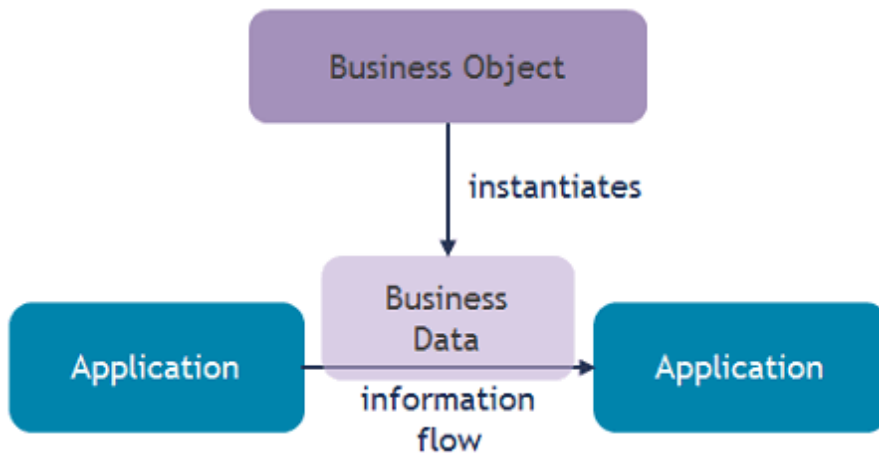 Business Object
instantiates
Business
Data
Application
Application
information
flow